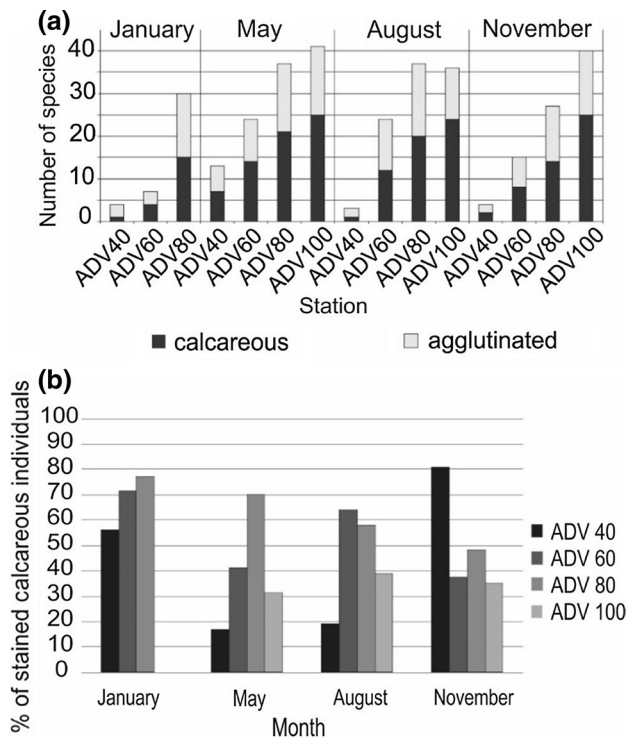 (a)
January May August November
Number of species
40
30
20
10
0
ADV40 ADV60 ADV80 ADV40 ADV60 ADV80 ADV100 ADV40 ADV60 ADV80 ADV100 ADV40 ADV60 ADV80 ADV100
Station
calcareous agglutinated
(b)
% of stained calcareous individuals
100
90
80
70
60
50
40
30
20
10
0
ADV 40
ADV 60
ADV 80
ADV 100
January May August November
Month